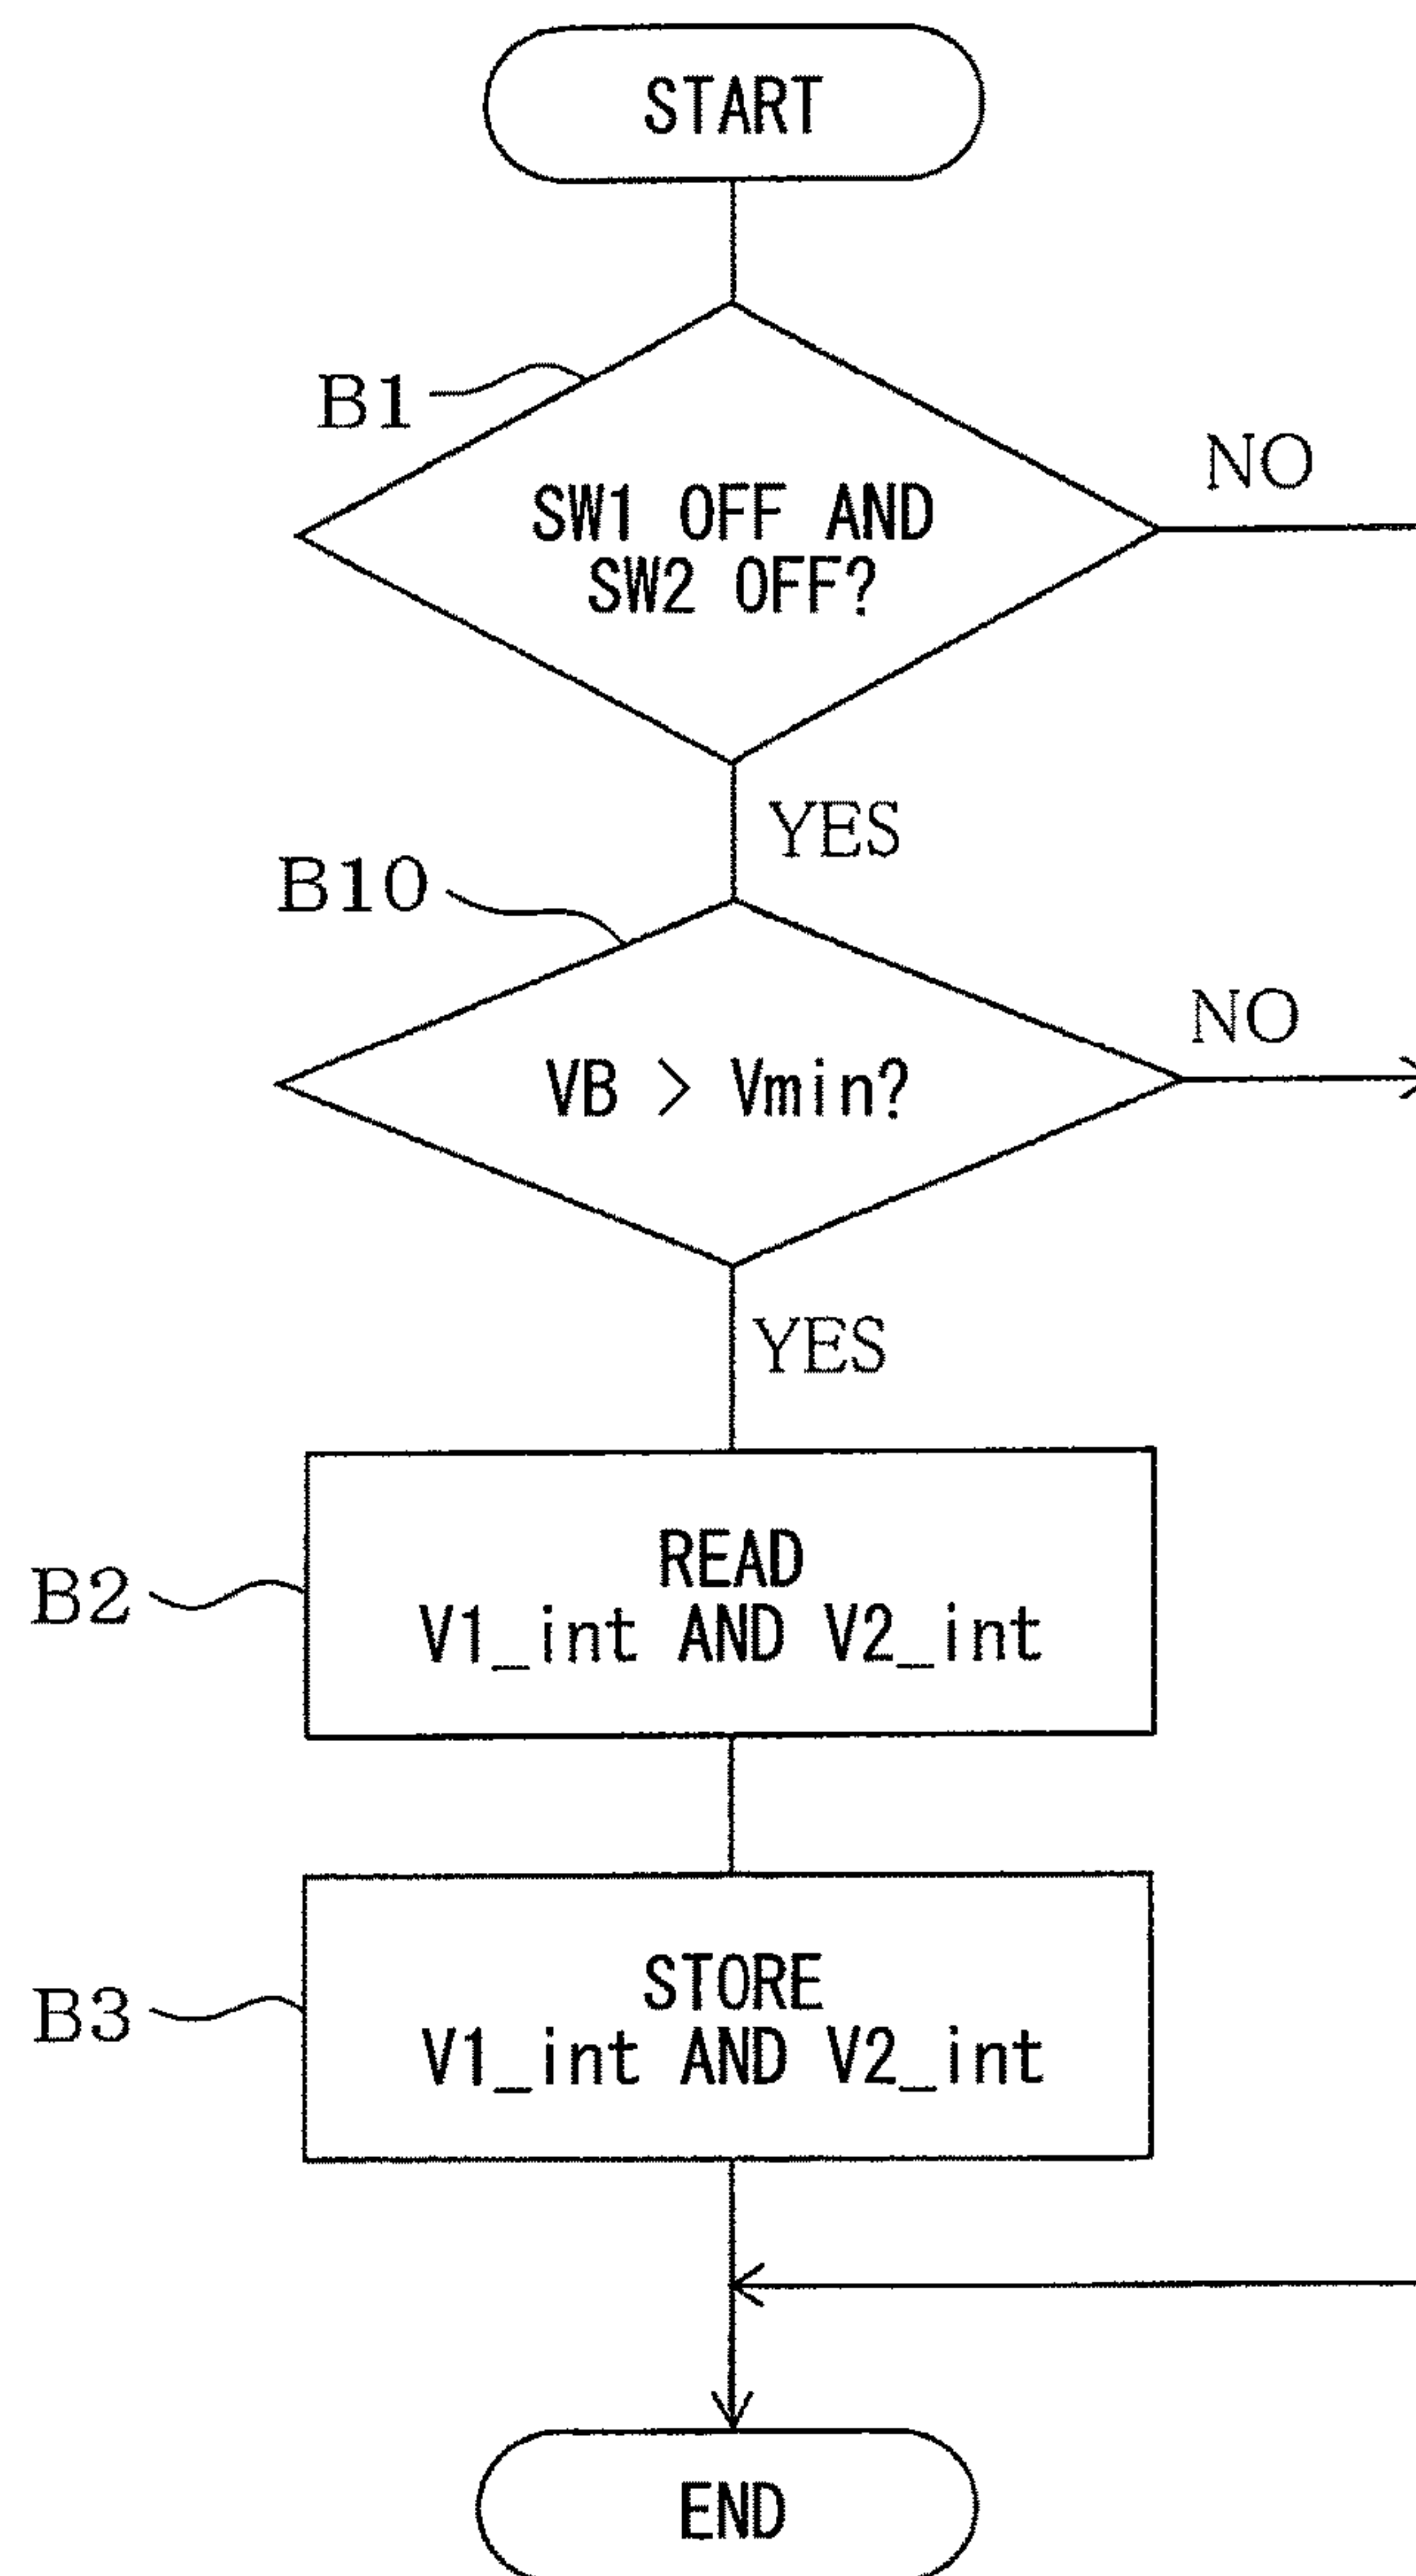 START
B1
SW1 OFF AND
SW2 OFF?
NO
YES
B10
VB > Vmin?
NO
YES
B2
READ
V1_int AND V2_int
B3
STORE
V1_int AND V2_int
END